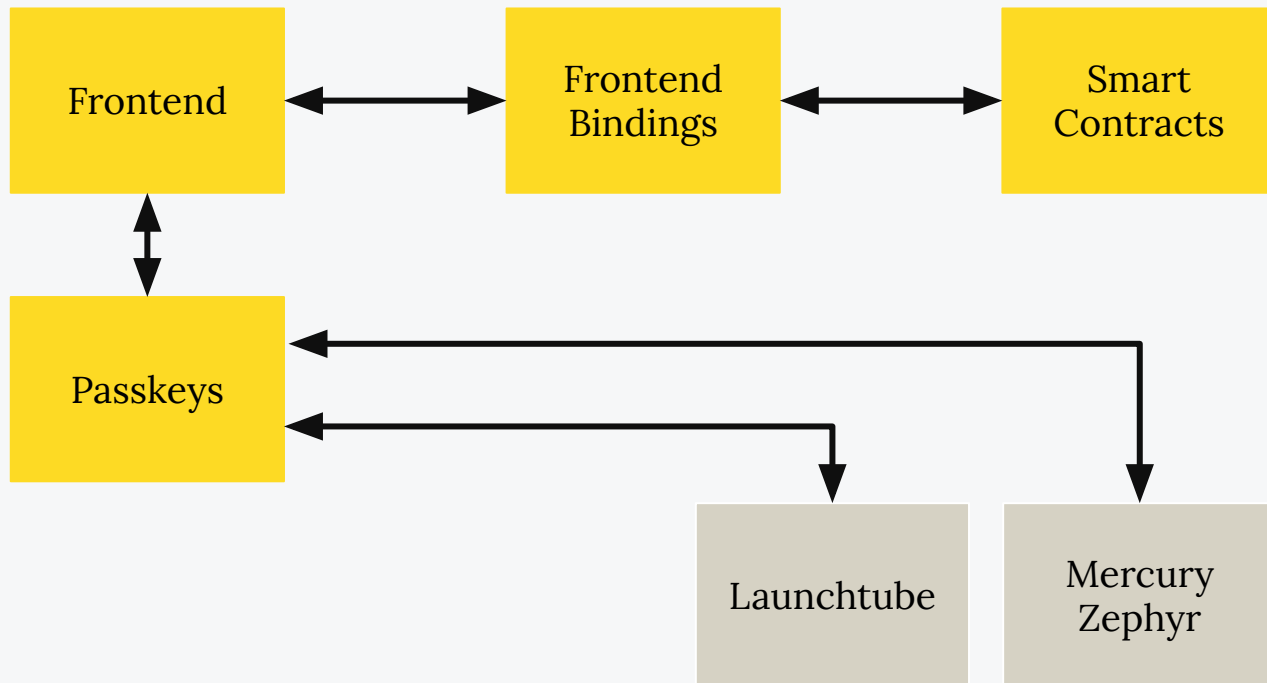 Frontend
Frontend
Bindings
Smart
Contracts
Passkeys
Launchtube
Mercury
Zephyr